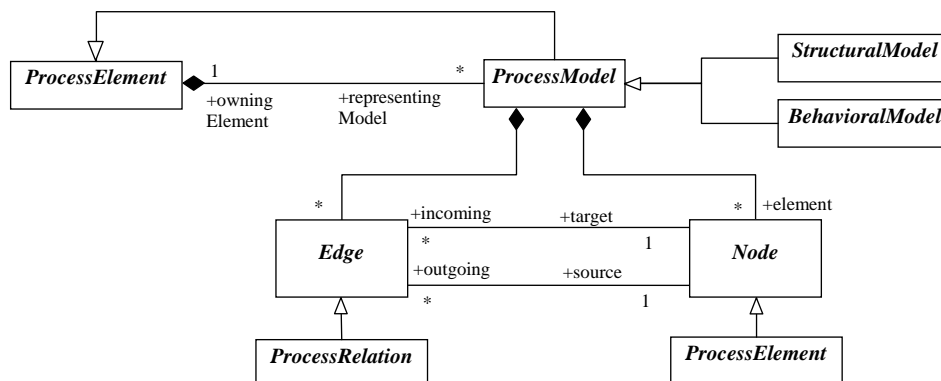 StructuralModel
ProcessElement
1
*
ProcessModel
+owning
Element
+representing
Model
BehavioralModel
*
+incoming
+target
*
+element
*
1
Edge
Node
+outgoing
+source
*
1
ProcessRelation
ProcessElement